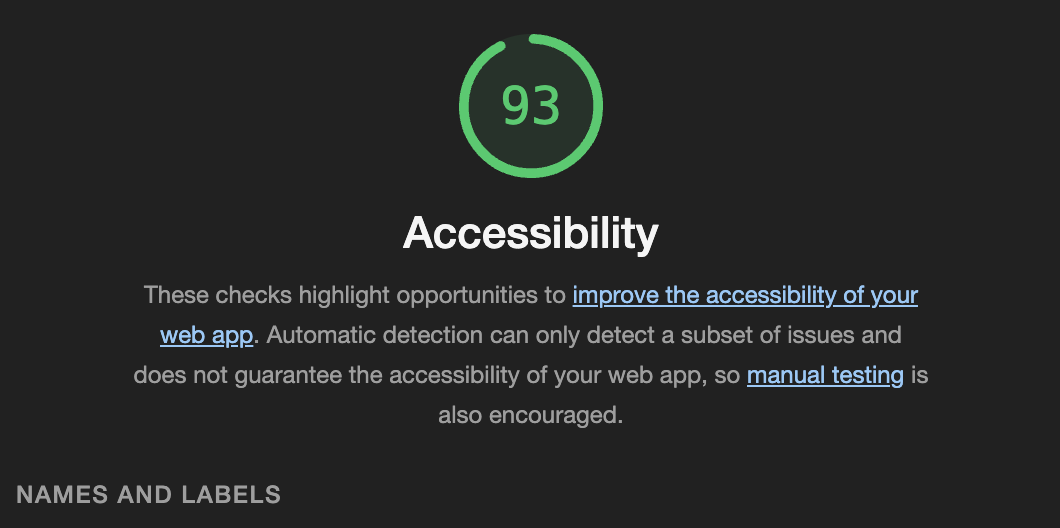 93
Accessibility
These checks highlight opportunities to improve the accessibility of your
web app. Automatic detection can only detect a subset of issues and
does not guarantee the accessibility of your web app, so manual testing is
also encouraged.
NAMES AND LABELS